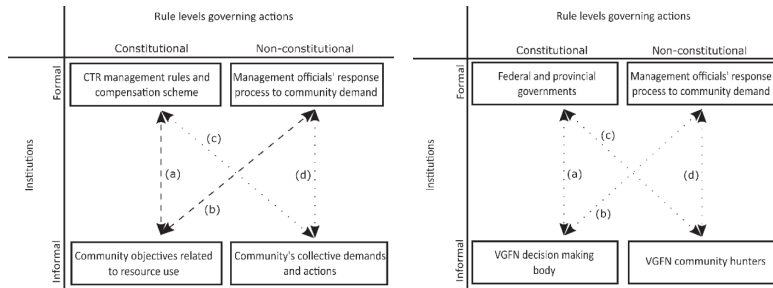 Rule levels governing actions
Constitutional
Non-constitutional
Institutions
Formal
CTR management rules and
compensation scheme
Management officials' response
process to community demand
(c)
(a)
(d)
(b)
Informal
Community objectives related
to resource use
Community's collective demands
and actions
Rule levels governing actions
Constitutional
Non-constitutional
Institutions
Formal
Federal and provincial
governments
Management officials' response
process to community demand
(c)
(a)
(d)
(b)
Informal
VGFN decision making
body
VGFN community hunters